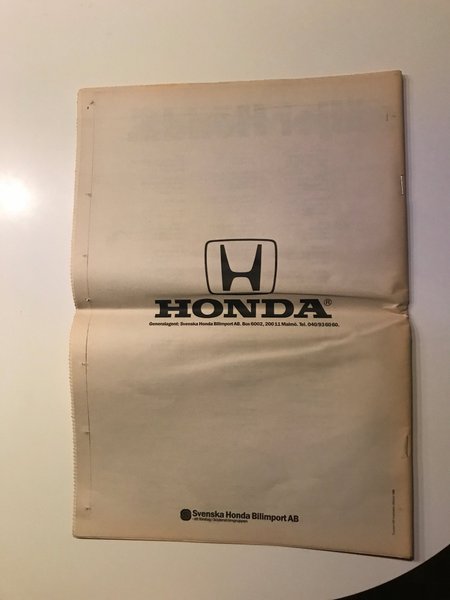 HONDA®
Generalagent: Svenska Honda Bilimport AB. Box 6002, 200 11 Malmö. Tel. 040/93 60 60.
Svenska Honda Bilimport AB